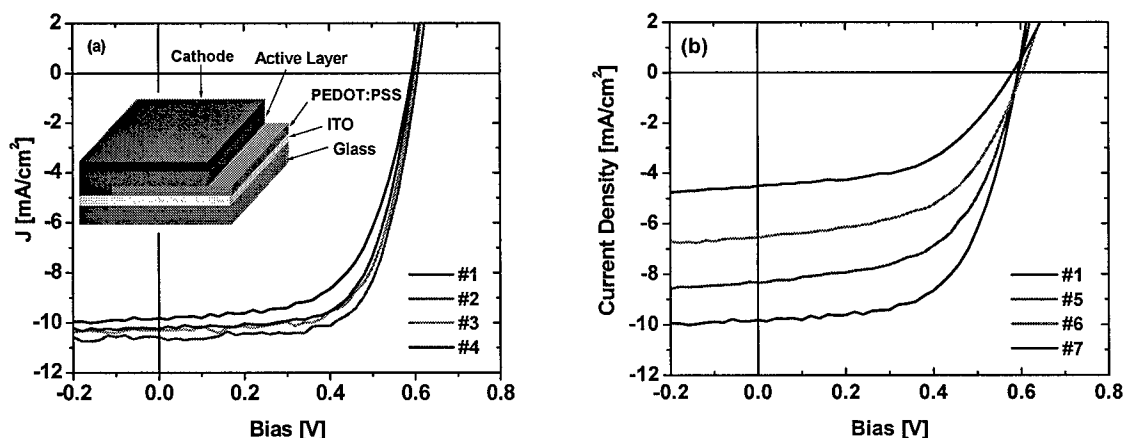 (a)
Cathode
Active Layer
PEDOT:PSS
ITO
Glass
J [mA/cm²]
2
0
-2
-4
-6
-8
-10
-12
#1
#2
#3
#4
-0.2 0.0 0.2 0.4 0.6 0.8
Bias [V]
(b)
Current Density [mA/cm²]
2
0
-2
-4
-6
-8
-10
-12
#1
#5
#6
#7
-0.2 0.0 0.2 0.4 0.6 0.8
Bias [V]